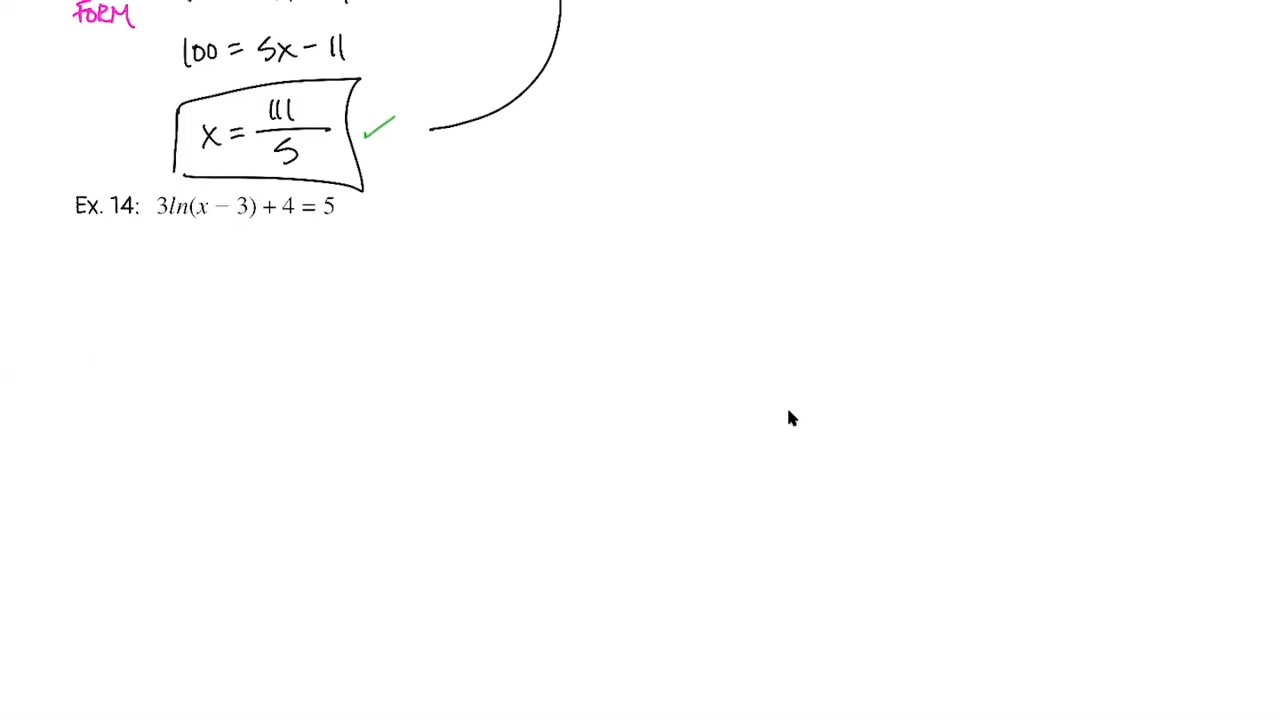 FORM
100 = 5x - 11
x = 111/5 ✓
Ex. 14: 3ln(x − 3) + 4 = 5